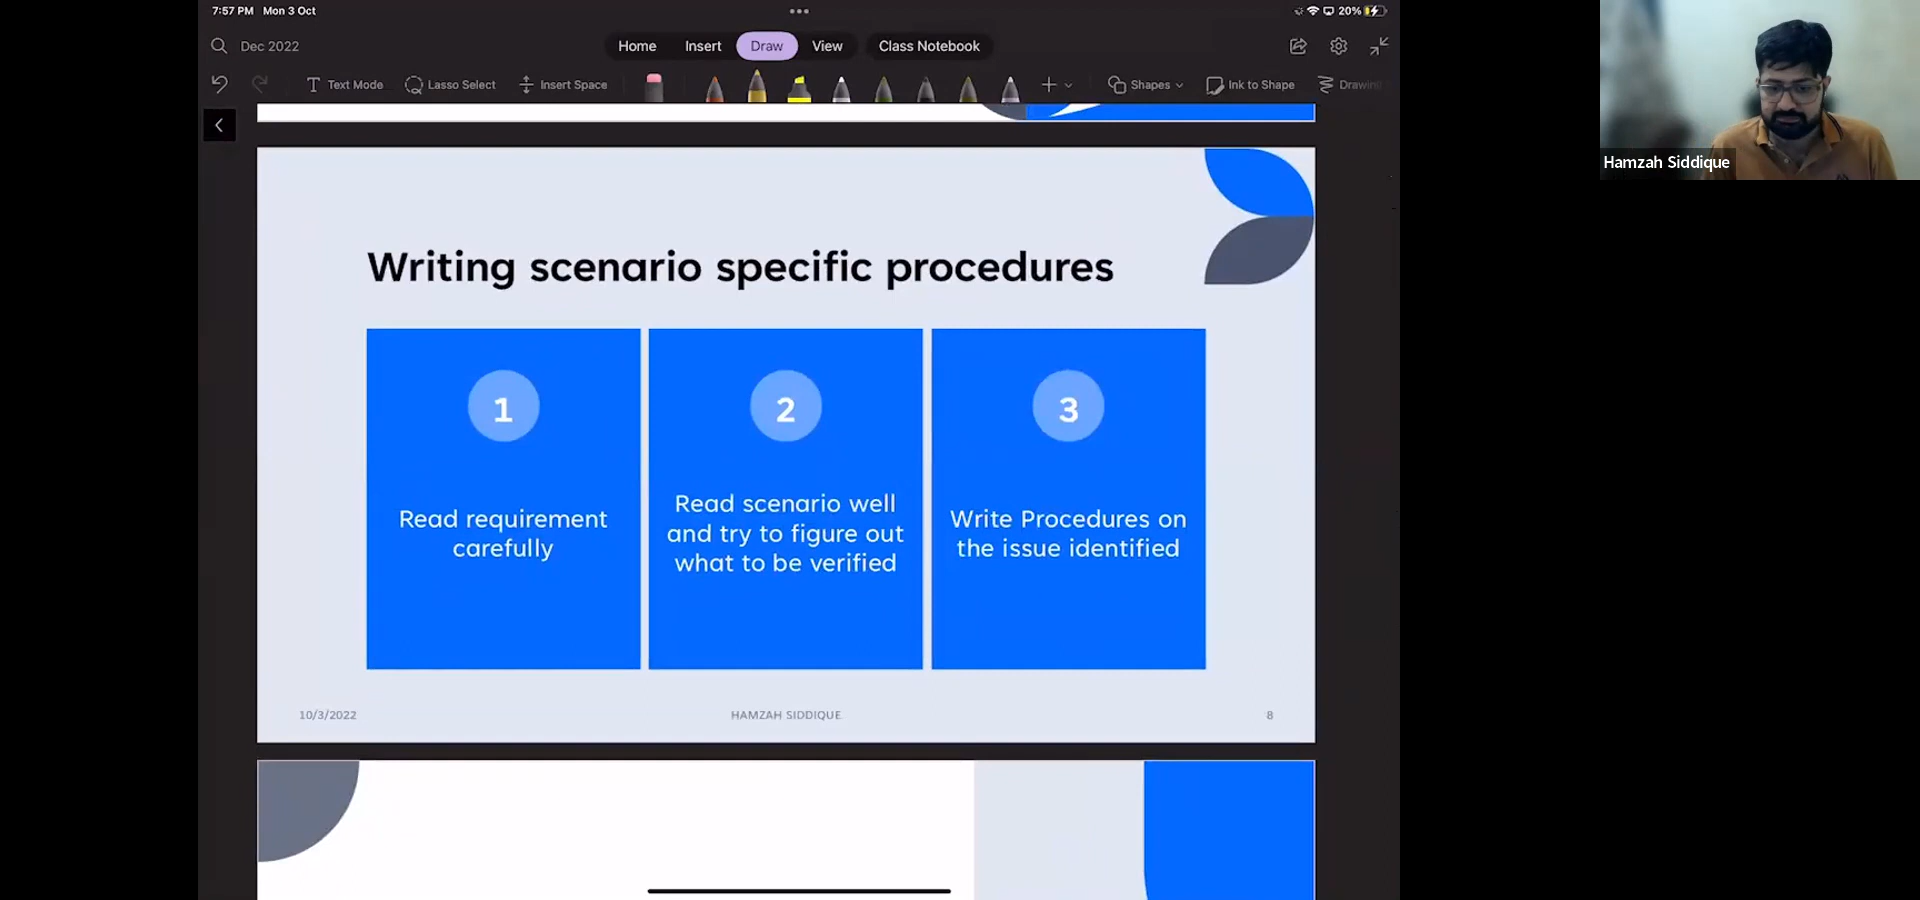 7:57 PM Mon 3 Oct
20%
Dec 2022
Home Insert Draw View Class Notebook
Text Mode Lasso Select Insert Space Shapes Ink to Shape Drawing
Hamzah Siddique
Writing scenario specific procedures
1
Read requirement
carefully
2
Read scenario well
and try to figure out
what to be verified
3
Write Procedures on
the issue identified
10/3/2022 HAMZAH SIDDIQUE 8